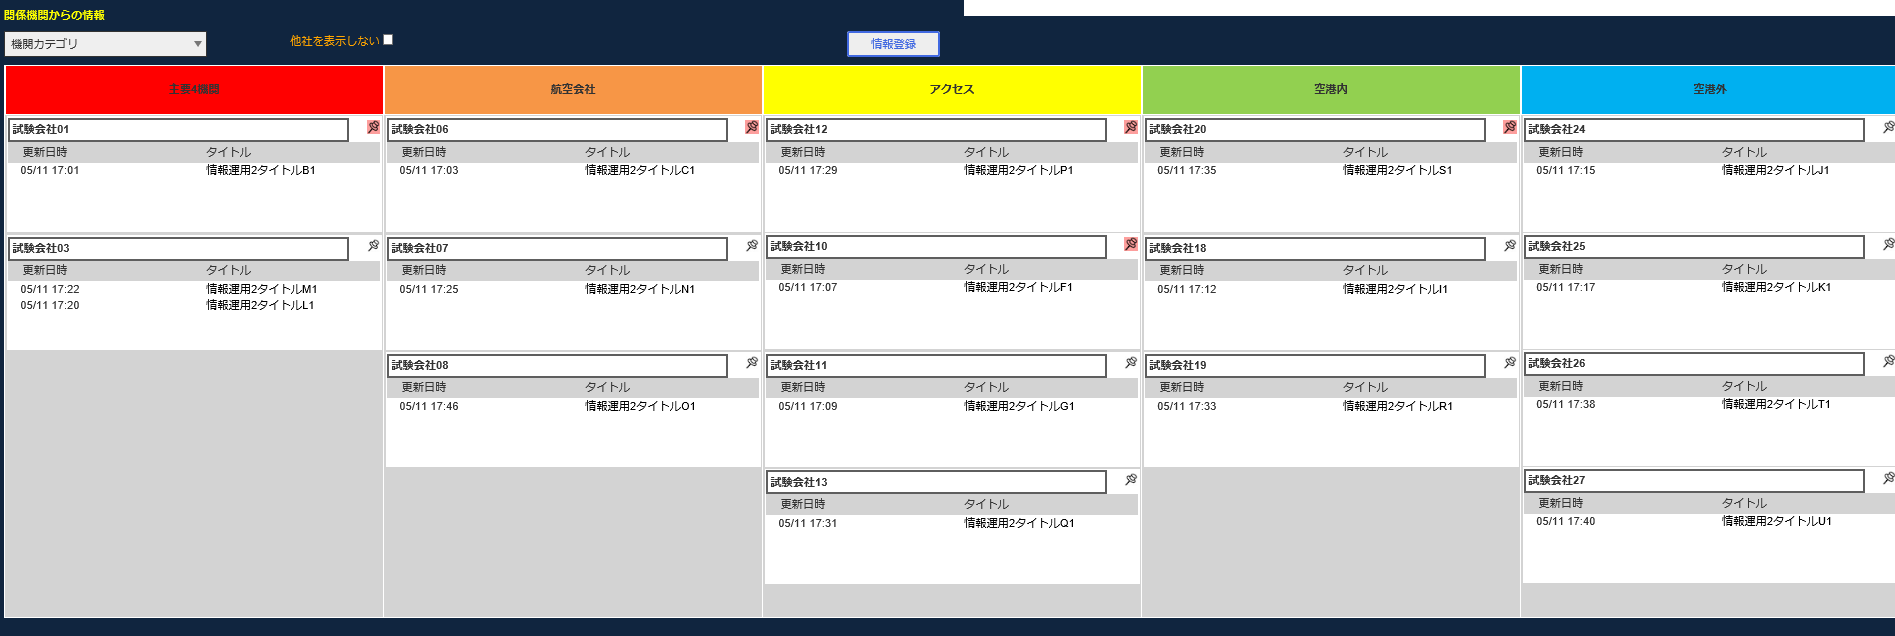 関係機関からの情報
機関カテゴリ
他社を表示しない
情報登録
主要4機関
航空会社
アクセス
空港内
空港外
試験会社01
更新日時 タイトル
05/11 17:01 情報運用2タイトルB1
試験会社03
更新日時 タイトル
05/11 17:22 情報運用2タイトルM1
05/11 17:20 情報運用2タイトルL1
試験会社06
更新日時 タイトル
05/11 17:03 情報運用2タイトルC1
試験会社07
更新日時 タイトル
05/11 17:25 情報運用2タイトルN1
試験会社08
更新日時 タイトル
05/11 17:46 情報運用2タイトルO1
試験会社12
更新日時 タイトル
05/11 17:29 情報運用2タイトルP1
試験会社10
更新日時 タイトル
05/11 17:07 情報運用2タイトルF1
試験会社11
更新日時 タイトル
05/11 17:09 情報運用2タイトルG1
試験会社13
更新日時 タイトル
05/11 17:31 情報運用2タイトルQ1
試験会社20
更新日時 タイトル
05/11 17:35 情報運用2タイトルS1
試験会社18
更新日時 タイトル
05/11 17:12 情報運用2タイトルI1
試験会社19
更新日時 タイトル
05/11 17:33 情報運用2タイトルR1
試験会社24
更新日時 タイトル
05/11 17:15 情報運用2タイトルJ1
試験会社25
更新日時 タイトル
05/11 17:17 情報運用2タイトルK1
試験会社26
更新日時 タイトル
05/11 17:38 情報運用2タイトルT1
試験会社27
更新日時 タイトル
05/11 17:40 情報運用2タイトルU1